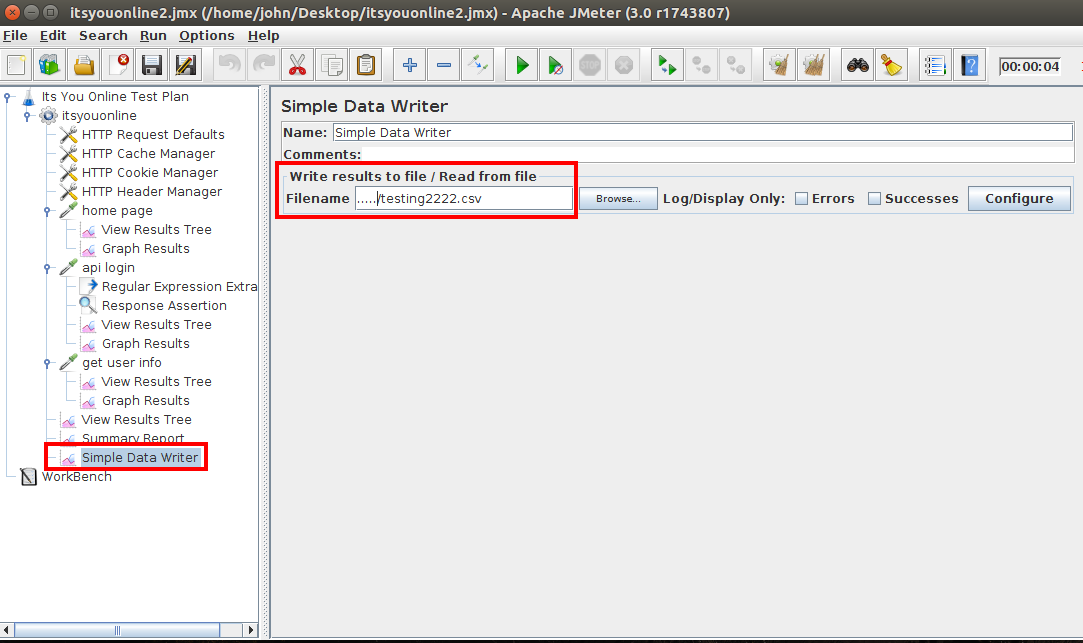 itsyouonline2.jmx (/home/john/Desktop/itsyouonline2.jmx) - Apache JMeter (3.0 r1743807)
File Edit Search Run Options Help
STOP
00:00:04
Its You Online Test Plan
itsyouonline
HTTP Request Defaults
HTTP Cache Manager
HTTP Cookie Manager
HTTP Header Manager
home page
View Results Tree
Graph Results
api login
Regular Expression Extra
Response Assertion
View Results Tree
Graph Results
get user info
View Results Tree
Graph Results
View Results Tree
Summary Report
Simple Data Writer
WorkBench
Simple Data Writer
Name: Simple Data Writer
Comments:
Write results to file / Read from file
Filename ...../testing2222.csv Browse... Log/Display Only: Errors Successes Configure